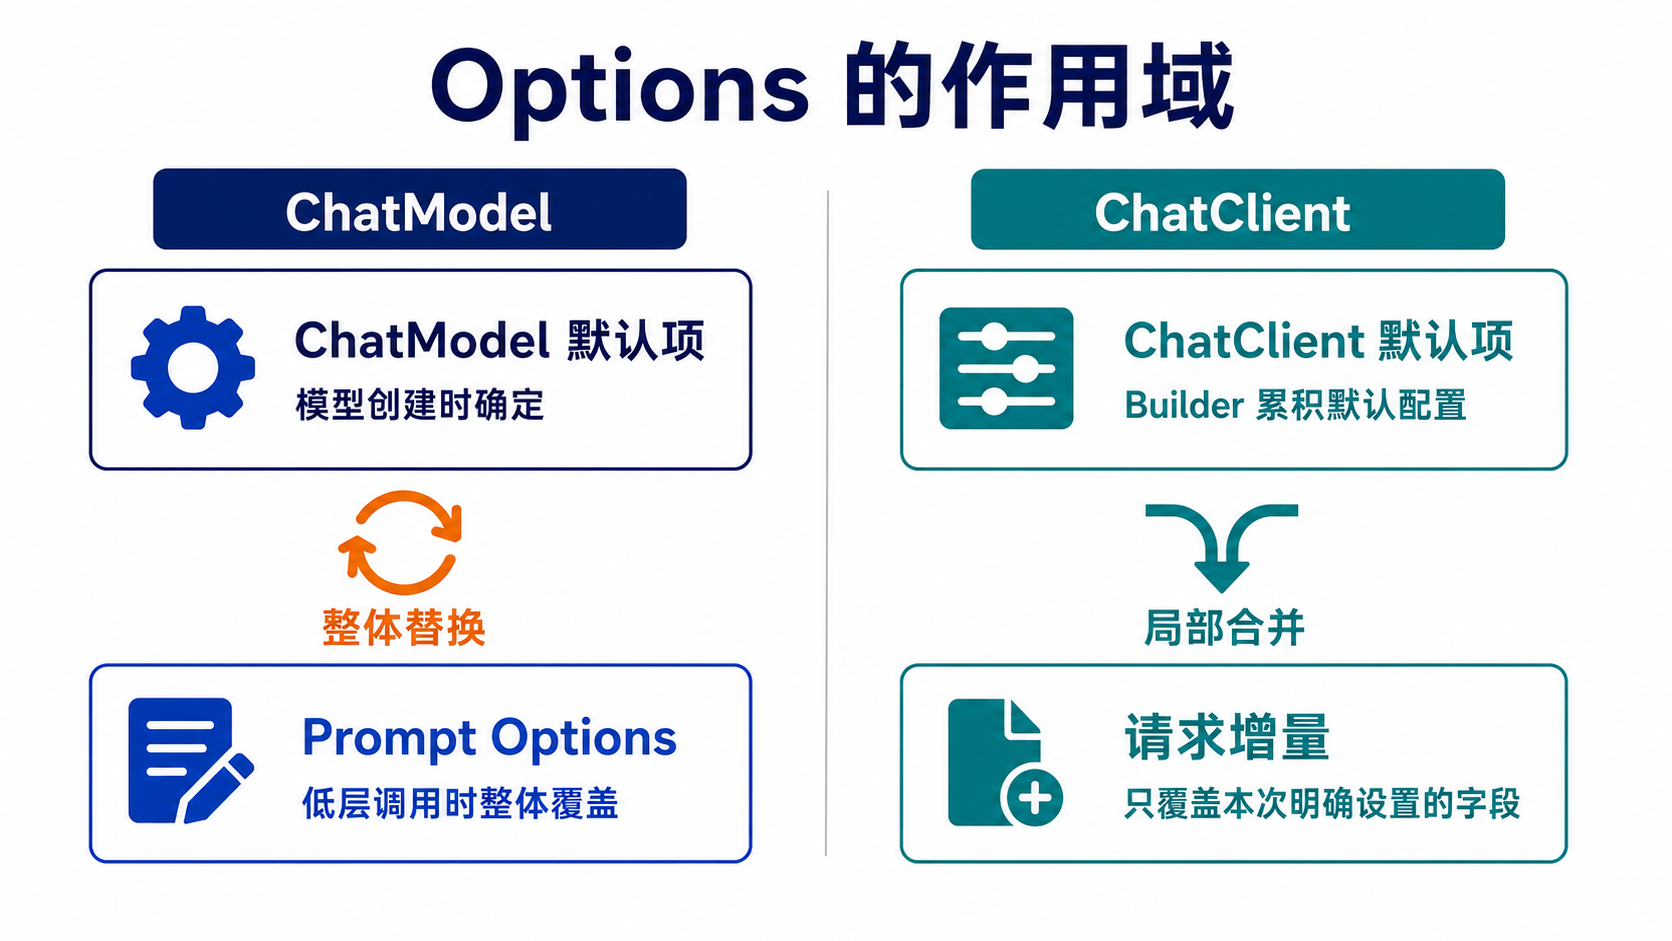 Options 的作用域
ChatModel
ChatModel 默认项
模型创建时确定
整体替换
Prompt Options
低层调用时整体覆盖
ChatClient
ChatClient 默认项
Builder 累积默认配置
局部合并
请求增量
只覆盖本次明确设置的字段